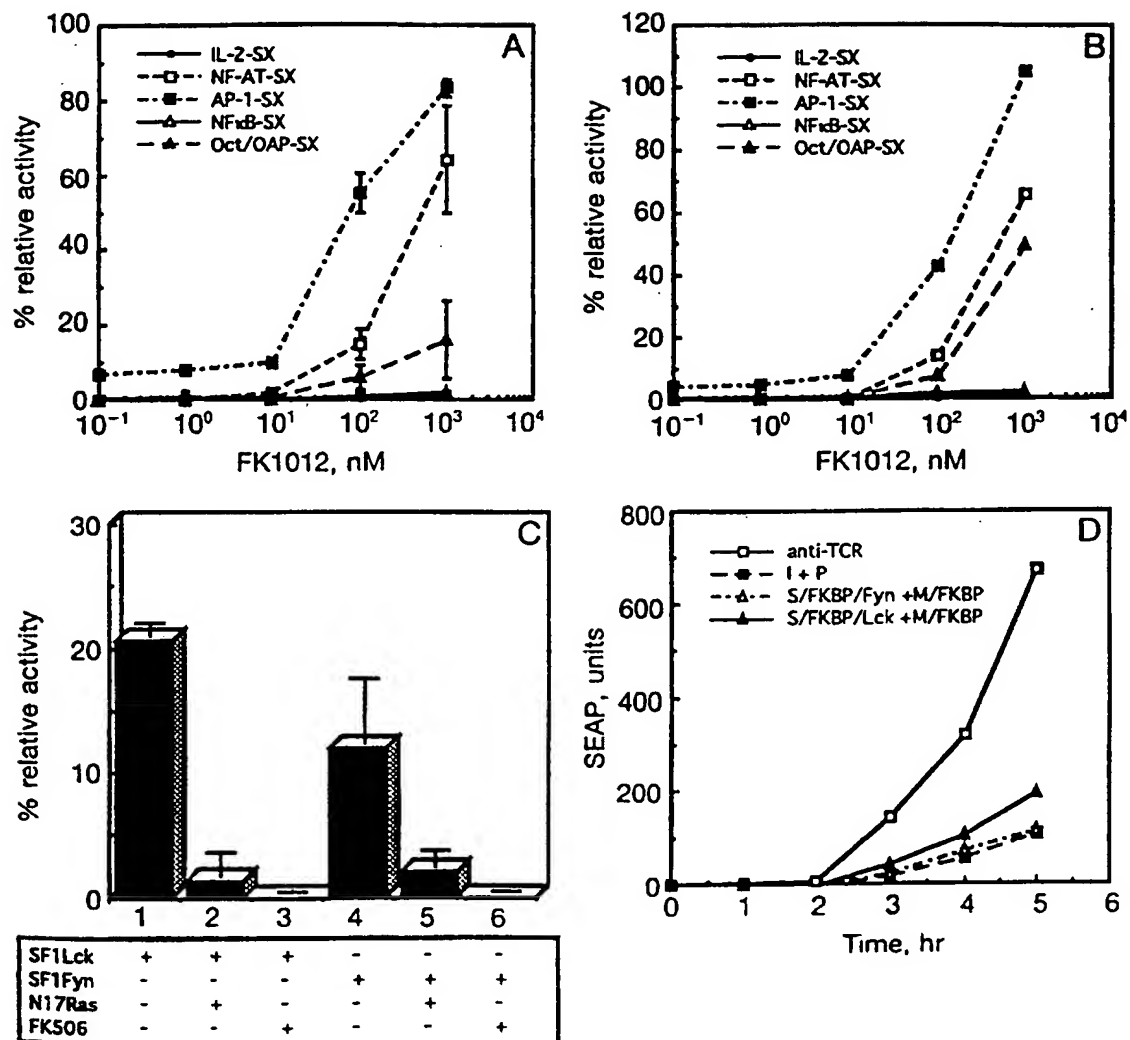 A
100
80
60
40
20
0
% relative activity
IL-2-SX
NF-AT-SX
AP-1-SX
NFκB-SX
Oct/OAP-SX
10⁻¹ 10⁰ 10¹ 10² 10³ 10⁴
FK1012, nM
B
120
100
80
60
40
20
0
% relative activity
IL-2-SX
NF-AT-SX
AP-1-SX
NFκB-SX
Oct/OAP-SX
10⁻¹ 10⁰ 10¹ 10² 10³ 10⁴
FK1012, nM
C
30
20
10
0
% relative activity
1 2 3 4 5 6
SF1Lck + + + - - -
SF1Fyn - - - + + +
N17Ras - + - - + -
FK506 - - + - - +
D
800
600
400
200
0
SEAP, units
anti-TCR
I + P
S/FKBP/Fyn +M/FKBP
S/FKBP/Lck +M/FKBP
0 1 2 3 4 5 6
Time, hr